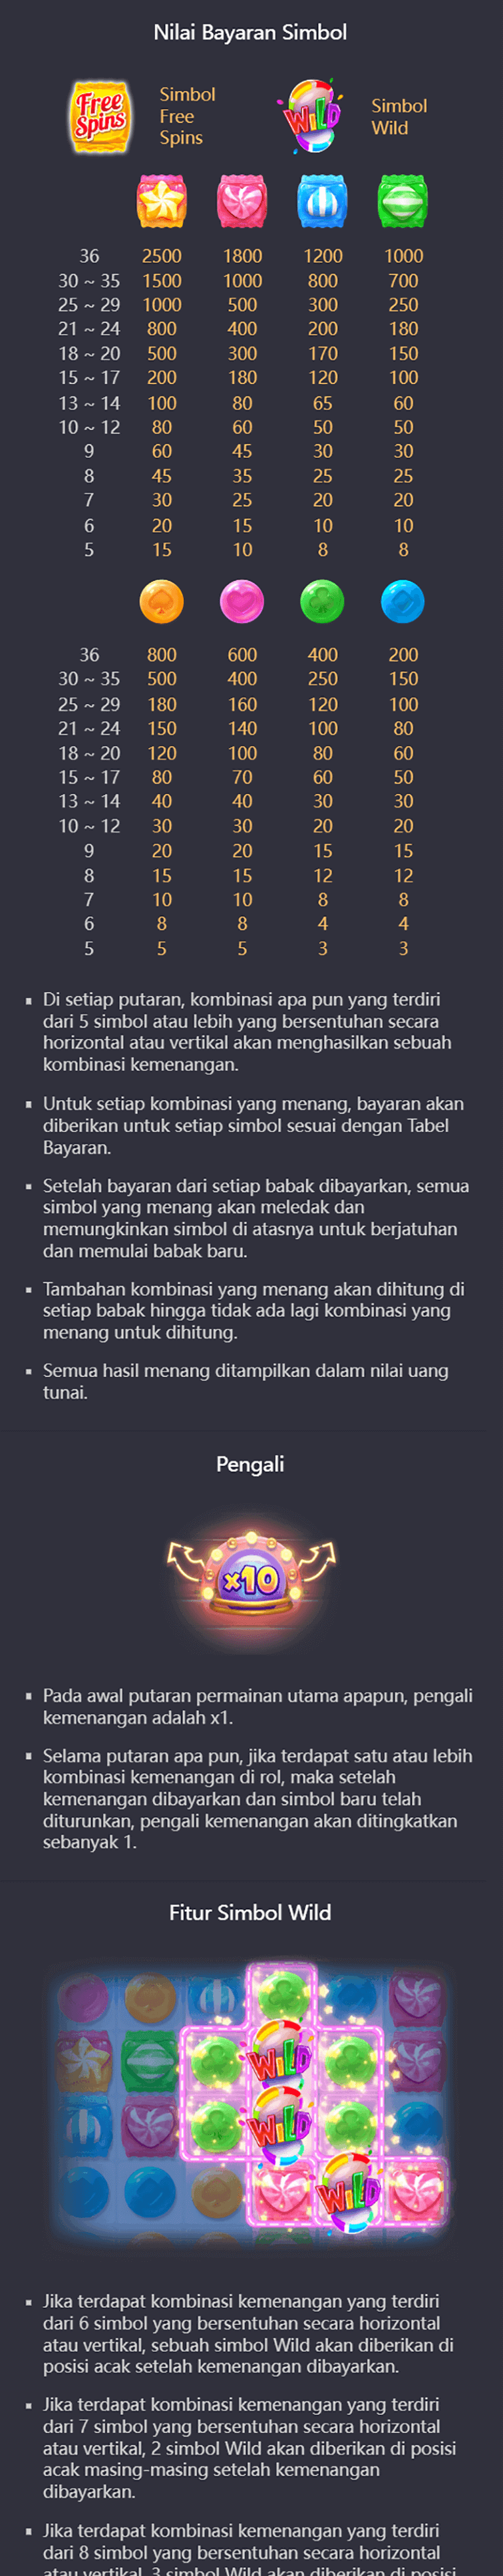 Nilai Bayaran Simbol
Free
Spins
Simbol
Free
Spins
WILD
Simbol
Wild
36 2500 1800 1200 1000
30 ~ 35 1500 1000 800 700
25 ~ 29 1000 500 300 250
21 ~ 24 800 400 200 180
18 ~ 20 500 300 170 150
15 ~ 17 200 180 120 100
13 ~ 14 100 80 65 60
10 ~ 12 80 60 50 50
9 60 45 30 30
8 45 35 25 25
7 30 25 20 20
6 20 15 10 10
5 15 10 8 8
36 800 600 400 200
30 ~ 35 500 400 250 150
25 ~ 29 180 160 120 100
21 ~ 24 150 140 100 80
18 ~ 20 120 100 80 60
15 ~ 17 80 70 60 50
13 ~ 14 40 40 30 30
10 ~ 12 30 30 20 20
9 20 20 15 15
8 15 15 12 12
7 10 10 8 8
6 8 8 4 4
5 5 5 3 3
▪ Di setiap putaran, kombinasi apa pun yang terdiri
dari 5 simbol atau lebih yang bersentuhan secara
horizontal atau vertikal akan menghasilkan sebuah
kombinasi kemenangan.
▪ Untuk setiap kombinasi yang menang, bayaran akan
diberikan untuk setiap simbol sesuai dengan Tabel
Bayaran.
▪ Setelah bayaran dari setiap babak dibayarkan, semua
simbol yang menang akan meledak dan
memungkinkan simbol di atasnya untuk berjatuhan
dan memulai babak baru.
▪ Tambahan kombinasi yang menang akan dihitung di
setiap babak hingga tidak ada lagi kombinasi yang
menang untuk dihitung.
▪ Semua hasil menang ditampilkan dalam nilai uang
tunai.
Pengali
x10
▪ Pada awal putaran permainan utama apapun, pengali
kemenangan adalah x1.
▪ Selama putaran apa pun, jika terdapat satu atau lebih
kombinasi kemenangan di rol, maka setelah
kemenangan dibayarkan dan simbol baru telah
diturunkan, pengali kemenangan akan ditingkatkan
sebanyak 1.
Fitur Simbol Wild
WILD
WILD
WILD
▪ Jika terdapat kombinasi kemenangan yang terdiri
dari 6 simbol yang bersentuhan secara horizontal
atau vertikal, sebuah simbol Wild akan diberikan di
posisi acak setelah kemenangan dibayarkan.
▪ Jika terdapat kombinasi kemenangan yang terdiri
dari 7 simbol yang bersentuhan secara horizontal
atau vertikal, 2 simbol Wild akan diberikan di posisi
acak masing-masing setelah kemenangan
dibayarkan.
▪ Jika terdapat kombinasi kemenangan yang terdiri
dari 8 simbol yang bersentuhan secara horizontal
atau vertikal, 3 simbol Wild akan diberikan di posisi